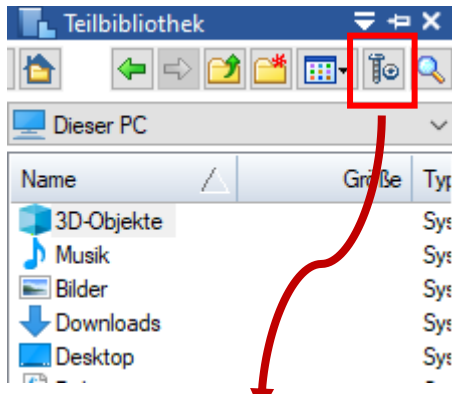 Teilbibliothek
Dieser PC
Name Größe Typ
3D-Objekte Sys
Musik Sys
Bilder Sys
Downloads Sys
Desktop Sys